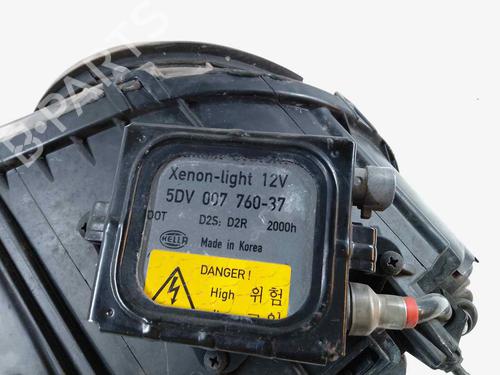 B-PARTS
Xenon-light 12V
5DV 007 760-37
DOT D2S; D2R 2000h
HELLA Made in Korea
DANGER!
High 위험